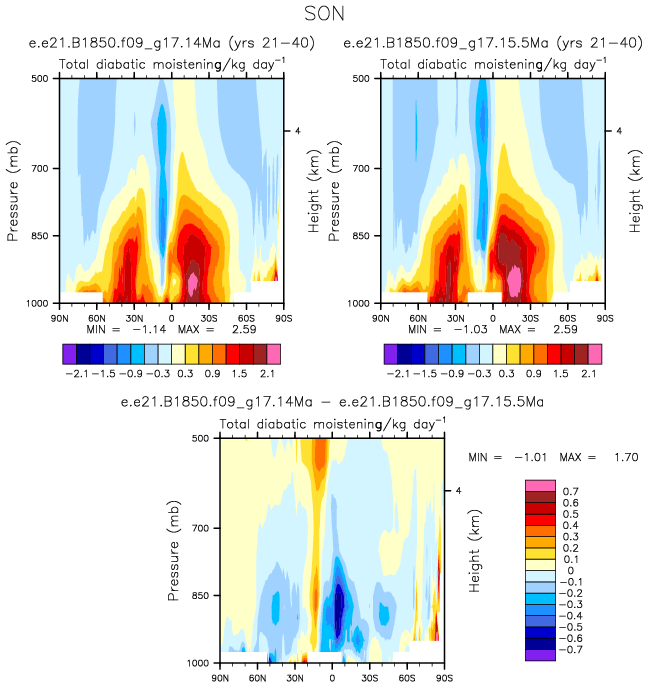 SON
e.e21.B1850.f09_g17.14Ma (yrs 21-40)
e.e21.B1850.f09_g17.15.5Ma (yrs 21-40)
Total diabatic moistening/kg day⁻¹
Total diabatic moistening/kg day⁻¹
Pressure (mb)
500
700
850
1000
4
Height (km)
90N 60N 30N 0 30S 60S 90S
MIN = -1.14 MAX = 2.59
-2.1 -1.5 -0.9 -0.3 0.3 0.9 1.5 2.1
Pressure (mb)
500
700
850
1000
4
Height (km)
90N 60N 30N 0 30S 60S 90S
MIN = -1.03 MAX = 2.59
-2.1 -1.5 -0.9 -0.3 0.3 0.9 1.5 2.1
e.e21.B1850.f09_g17.14Ma - e.e21.B1850.f09_g17.15.5Ma
Total diabatic moistening/kg day⁻¹
Pressure (mb)
500
700
850
1000
4
Height (km)
90N 60N 30N 0 30S 60S 90S
MIN = -1.01 MAX = 1.70
0.7
0.6
0.5
0.4
0.3
0.2
0.1
0
-0.1
-0.2
-0.3
-0.4
-0.5
-0.6
-0.7